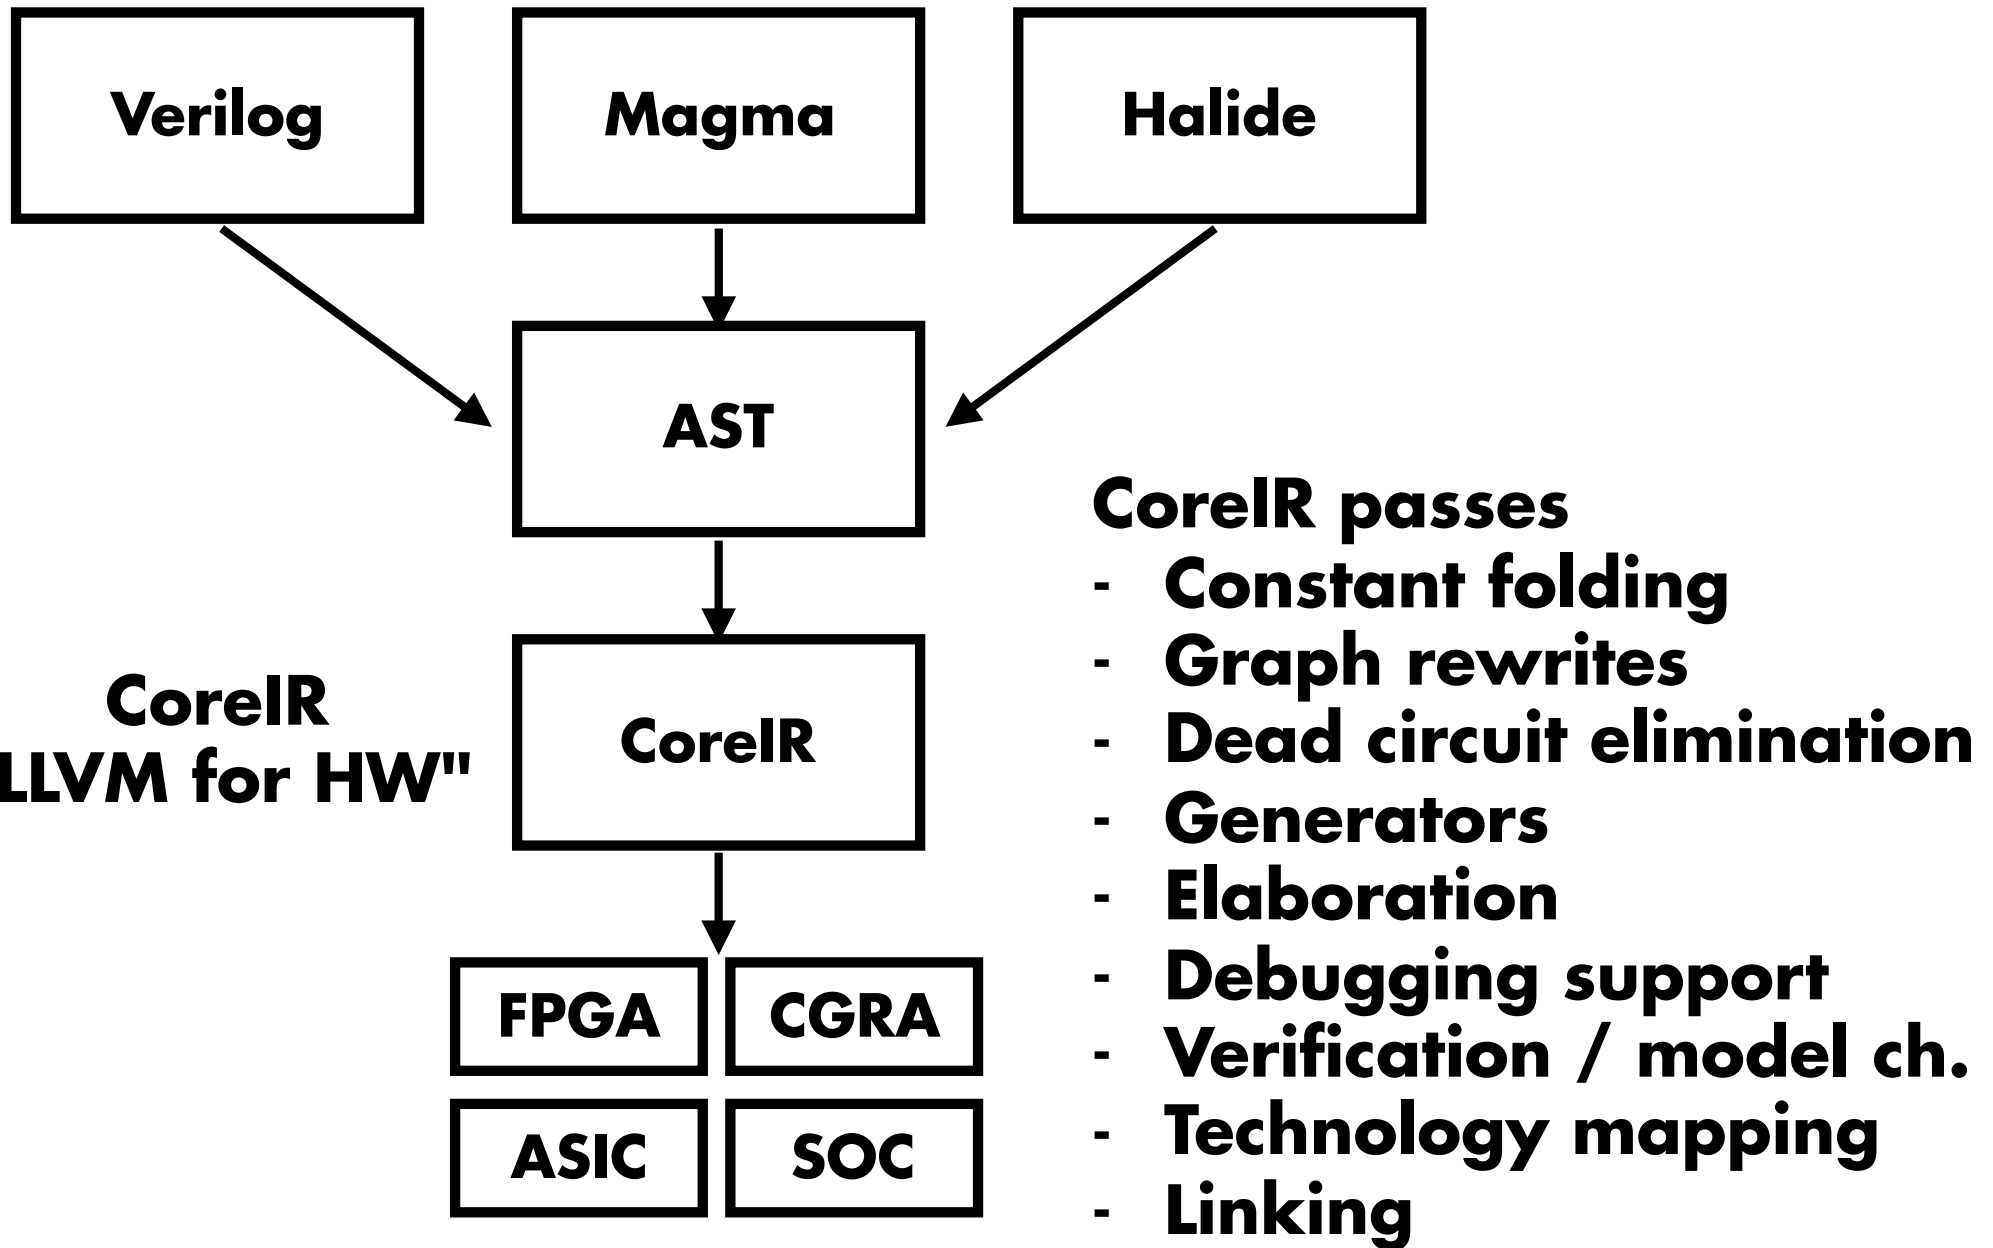 Verilog
Magma
Halide
AST
CoreIR
LLVM for HW"
CoreIR
FPGA
CGRA
ASIC
SOC
CoreIR passes
- Constant folding
- Graph rewrites
- Dead circuit elimination
- Generators
- Elaboration
- Debugging support
- Verification / model ch.
- Technology mapping
- Linking